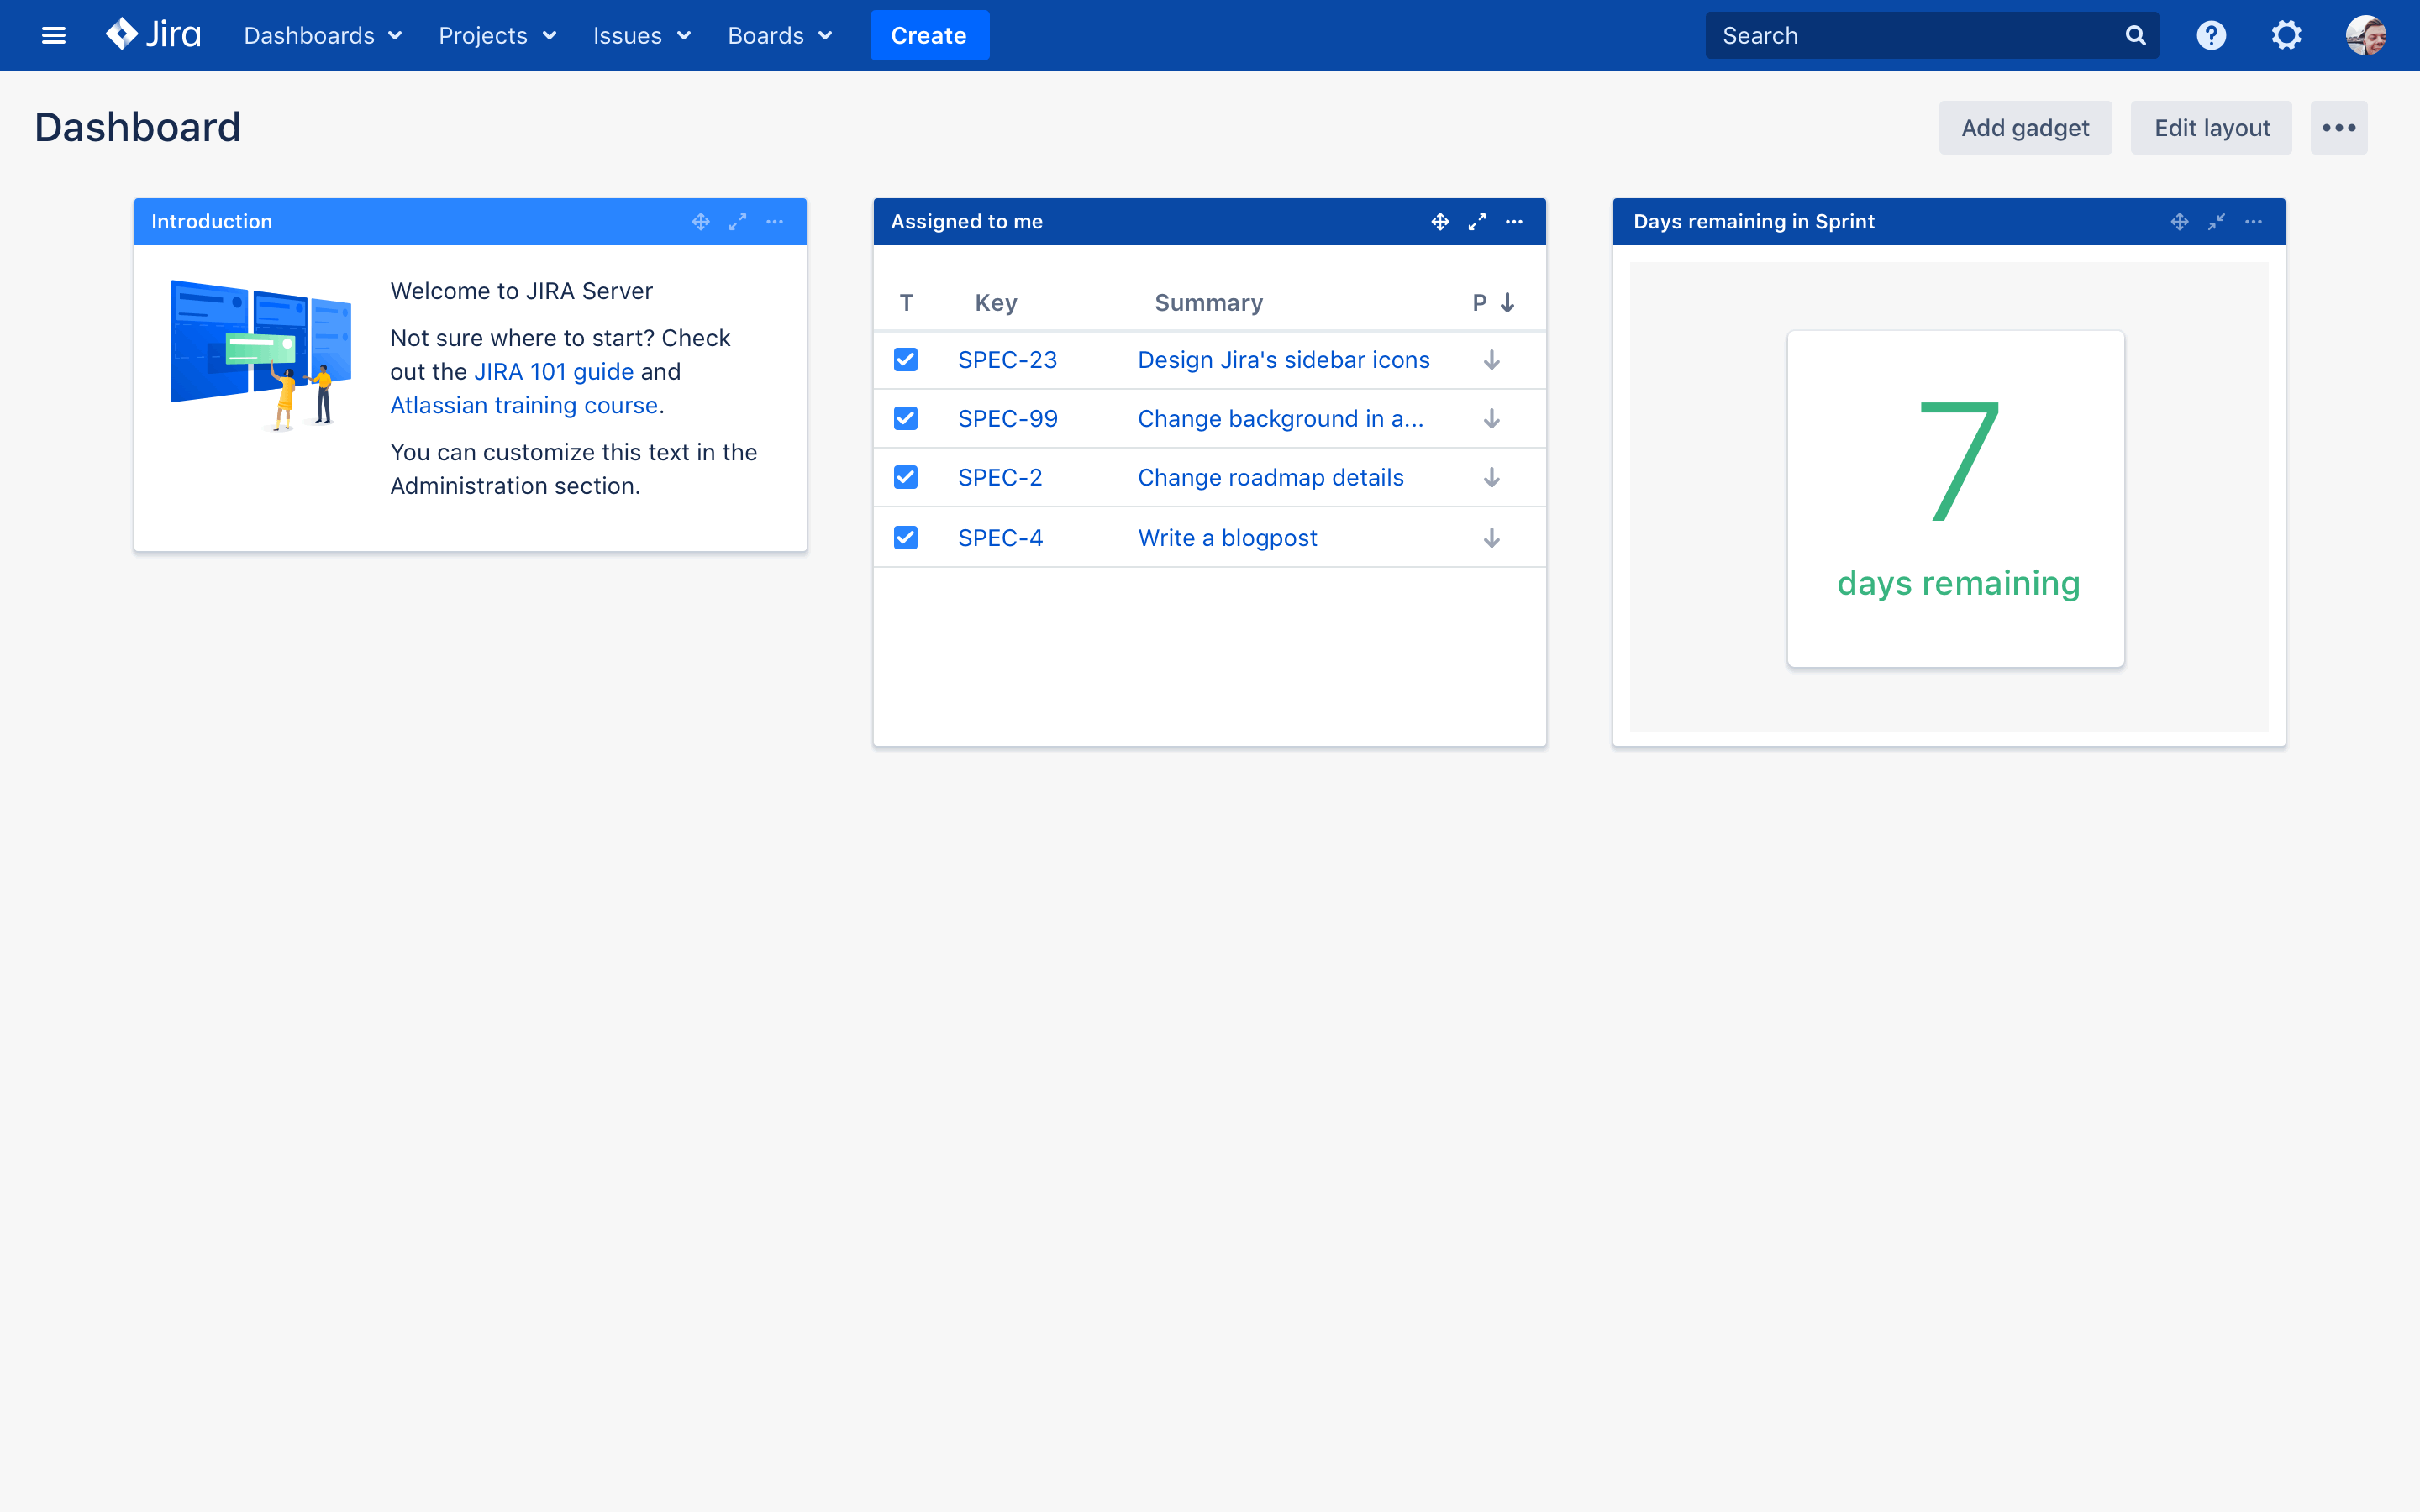 Jira Dashboards Projects Issues Boards Create Search ?
Dashboard Add gadget Edit layout
Introduction
Welcome to JIRA Server
Not sure where to start? Check
out the JIRA 101 guide and
Atlassian training course.
You can customize this text in the
Administration section.
Assigned to me
T Key Summary P
SPEC-23 Design Jira's sidebar icons
SPEC-99 Change background in a...
SPEC-2 Change roadmap details
SPEC-4 Write a blogpost
Days remaining in Sprint
7
days remaining